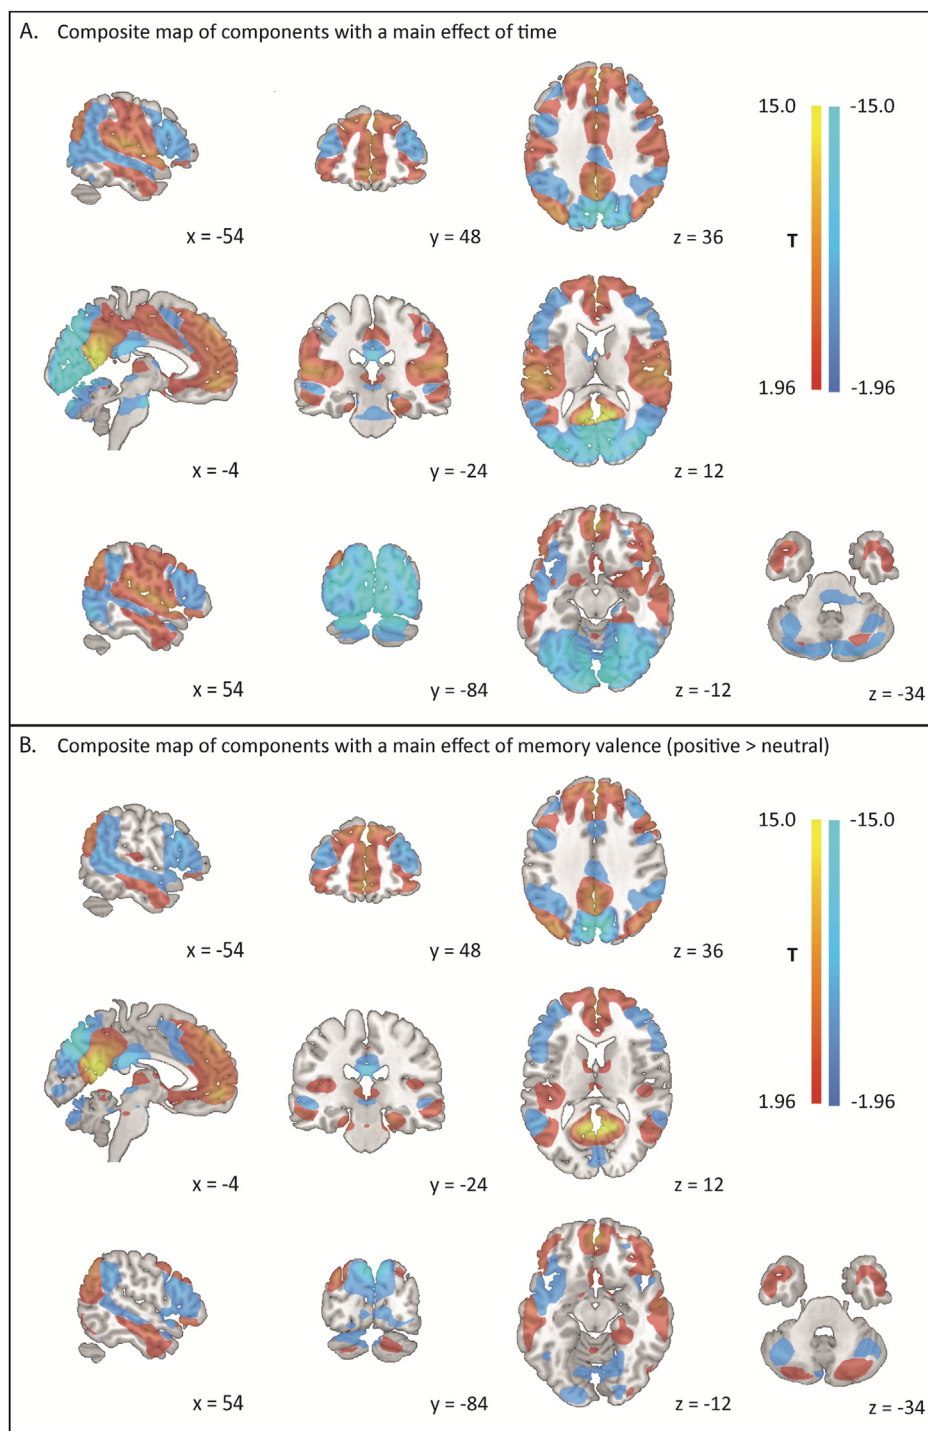 A. Composite map of components with a main effect of time
x = -54
y = 48
z = 36
15.0
-15.0
T
1.96
-1.96
x = -4
y = -24
z = 12
x = 54
y = -84
z = -12
z = -34
B. Composite map of components with a main effect of memory valence (positive > neutral)
x = -54
y = 48
z = 36
15.0
-15.0
T
1.96
-1.96
x = -4
y = -24
z = 12
x = 54
y = -84
z = -12
z = -34